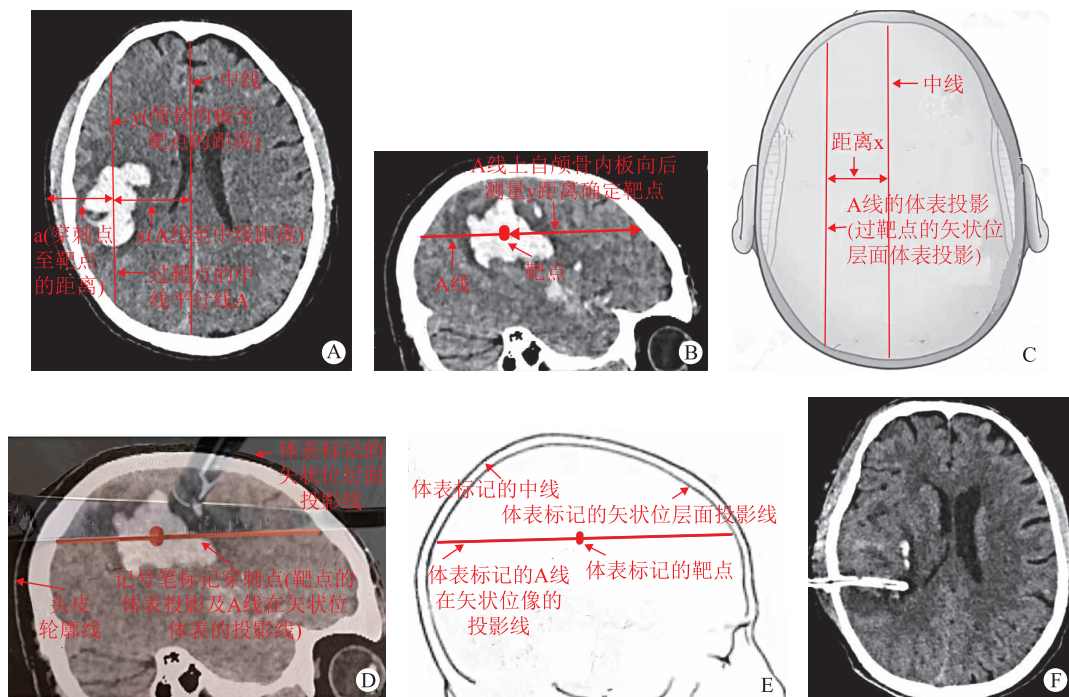 中线
y(颅骨内板至
靶点的距离)
a(穿刺点
至靶点
的距离)
x(A线至中线距离)
过靶点的中
线平行线A
A
A线上自颅骨内板向后
测量y距离确定靶点
A线
靶点
B
中线
距离x
A线的体表投影
(过靶点的矢状位
层面体表投影)
C
体表标记的
矢状位层面
投影线
记号笔标记穿刺点(靶点的
体表投影及A线在矢状位
体表的投影线)
头皮
轮廓线
D
体表标记的中线
体表标记的矢状位层面投影线
体表标记的A线
在矢状位像的
投影线
体表标记的靶点
E
F